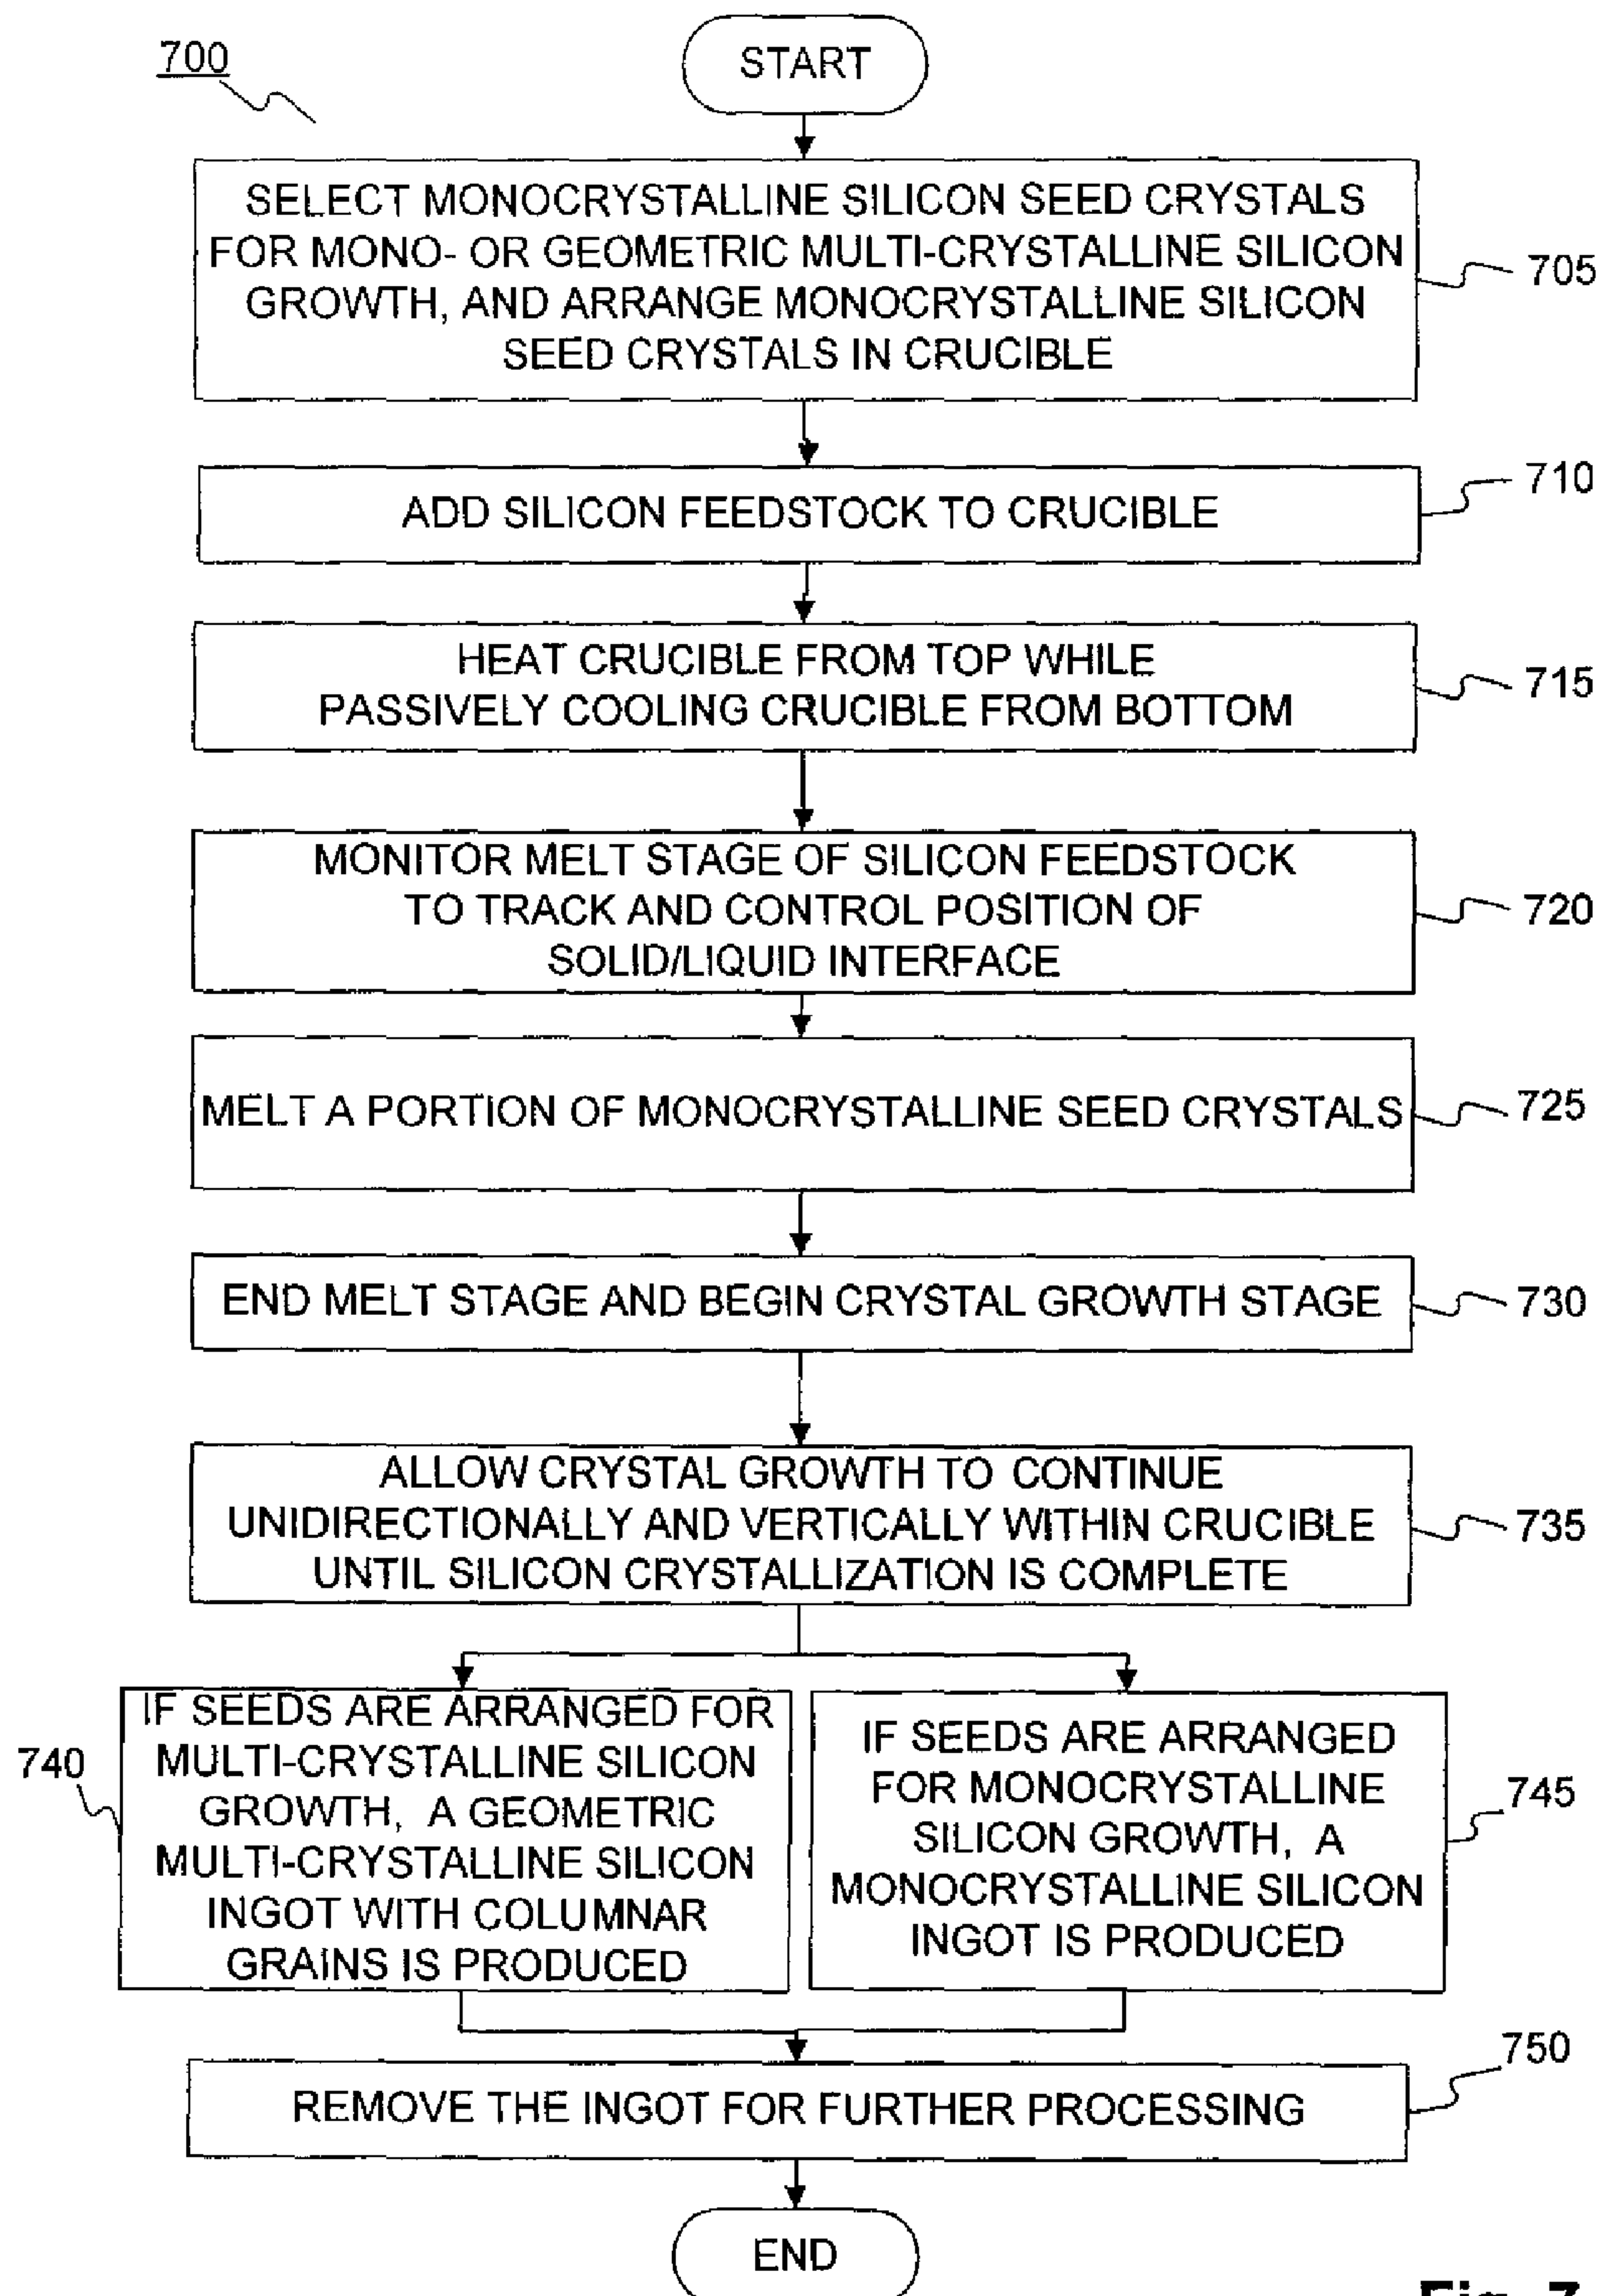 700
START
SELECT MONOCRYSTALLINE SILICON SEED CRYSTALS
FOR MONO- OR GEOMETRIC MULTI-CRYSTALLINE SILICON
GROWTH, AND ARRANGE MONOCRYSTALLINE SILICON
SEED CRYSTALS IN CRUCIBLE
705
ADD SILICON FEEDSTOCK TO CRUCIBLE
710
HEAT CRUCIBLE FROM TOP WHILE
PASSIVELY COOLING CRUCIBLE FROM BOTTOM
715
MONITOR MELT STAGE OF SILICON FEEDSTOCK
TO TRACK AND CONTROL POSITION OF
SOLID/LIQUID INTERFACE
720
MELT A PORTION OF MONOCRYSTALLINE SEED CRYSTALS
725
END MELT STAGE AND BEGIN CRYSTAL GROWTH STAGE
730
ALLOW CRYSTAL GROWTH TO CONTINUE
UNIDIRECTIONALLY AND VERTICALLY WITHIN CRUCIBLE
UNTIL SILICON CRYSTALLIZATION IS COMPLETE
735
740
IF SEEDS ARE ARRANGED FOR
MULTI-CRYSTALLINE SILICON
GROWTH, A GEOMETRIC
MULTI-CRYSTALLINE SILICON
INGOT WITH COLUMNAR
GRAINS IS PRODUCED
IF SEEDS ARE ARRANGED
FOR MONOCRYSTALLINE
SILICON GROWTH, A
MONOCRYSTALLINE SILICON
INGOT IS PRODUCED
745
REMOVE THE INGOT FOR FURTHER PROCESSING
750
END
Fig. 7